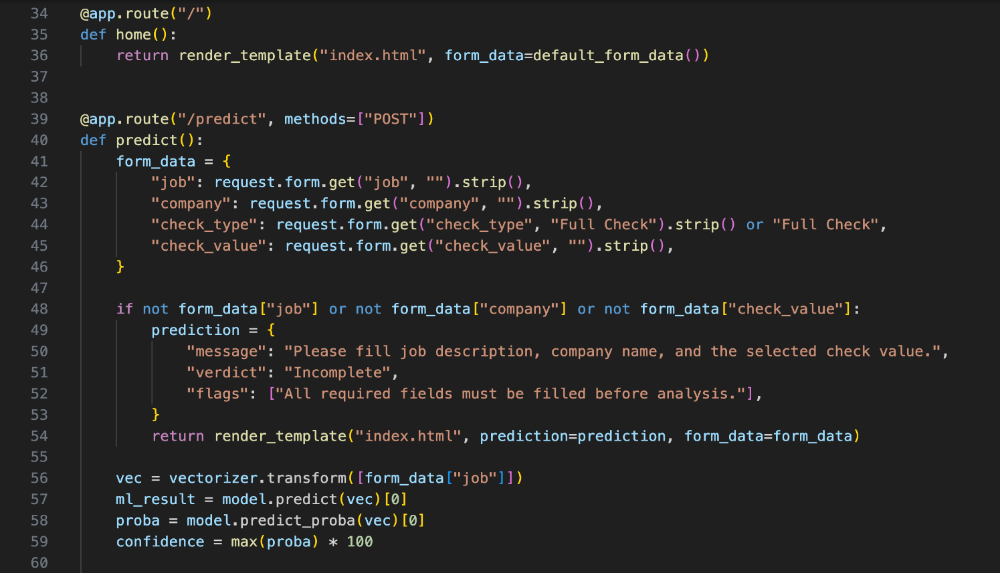 34 @app.route("/")
35 def home():
36     return render_template("index.html", form_data=default_form_data())
37
38
39 @app.route("/predict", methods=["POST"])
40 def predict():
41     form_data = {
42         "job": request.form.get("job", "").strip(),
43         "company": request.form.get("company", "").strip(),
44         "check_type": request.form.get("check_type", "Full Check").strip() or "Full Check",
45         "check_value": request.form.get("check_value", "").strip(),
46     }
47
48     if not form_data["job"] or not form_data["company"] or not form_data["check_value"]:
49         prediction = {
50             "message": "Please fill job description, company name, and the selected check value.",
51             "verdict": "Incomplete",
52             "flags": ["All required fields must be filled before analysis."],
53         }
54         return render_template("index.html", prediction=prediction, form_data=form_data)
55
56     vec = vectorizer.transform([form_data["job"]])
57     ml_result = model.predict(vec)[0]
58     proba = model.predict_proba(vec)[0]
59     confidence = max(proba) * 100
60